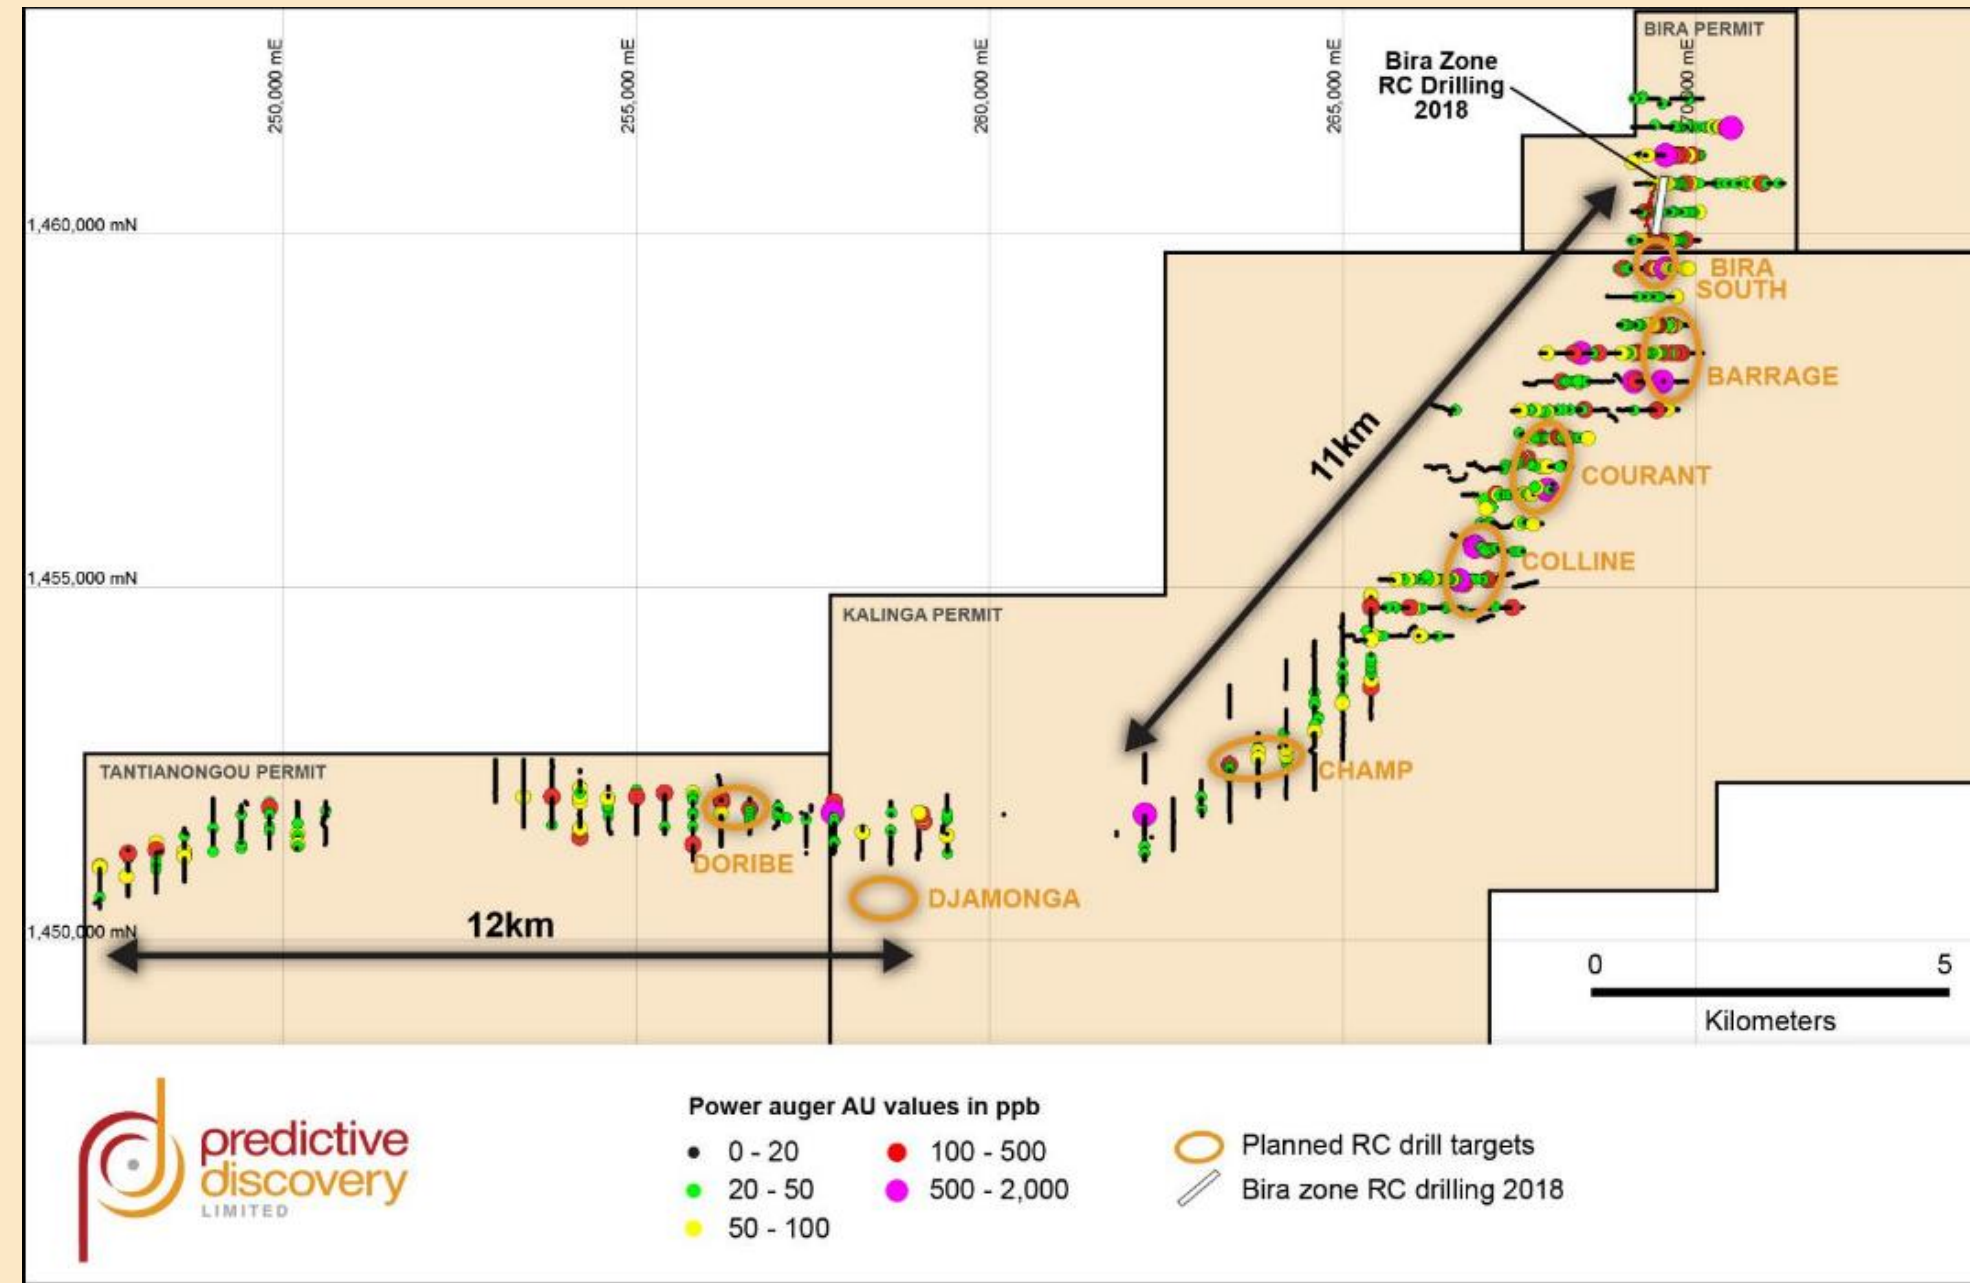 250,000 mE
255,000 mE
260,000 mE
265,000 mE
BIRA PERMIT
Bira Zone
RC Drilling
2018
1,460,000 mN
BIRA
SOUTH
BARRAGE
11km
COURANT
COLLINE
1,455,000 mN
KALINGA PERMIT
CHAMP
TANTIANONGOU PERMIT
DORIBE
DJAMONGA
12km
1,450,000 mN
0 5
Kilometers
predictive
discovery
LIMITED
Power auger AU values in ppb
0 - 20
20 - 50
50 - 100
100 - 500
500 - 2,000
Planned RC drill targets
Bira zone RC drilling 2018